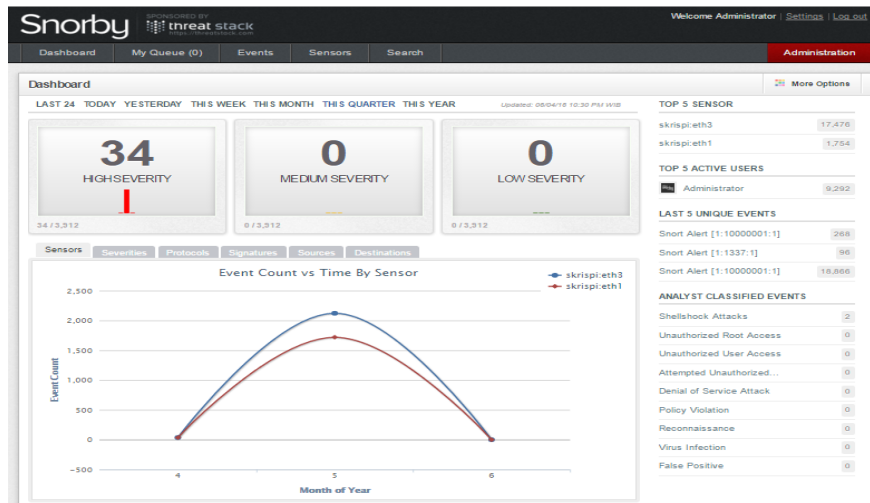 Snorby
SPONSORED BY
threat stack
https://threatstack.com
Welcome Administrator | Settings | Log out
Dashboard
My Queue (0)
Events
Sensors
Search
Administration
Dashboard
More Options
LAST 24 TODAY YESTERDAY THIS WEEK THIS MONTH THIS QUARTER THIS YEAR
Updated: 06/04/16 10:30 PM WIB
34
HIGH SEVERITY
34 / 3,912
0
MEDIUM SEVERITY
0 / 3,912
0
LOW SEVERITY
0 / 3,912
Sensors
Severities
Protocols
Signatures
Sources
Destinations
Event Count vs Time By Sensor
skrispi:eth3
skrispi:eth1
2,500
2,000
1,500
1,000
500
0
-500
Event Count
4
5
6
Month of Year
TOP 5 SENSOR
skrispi:eth3 17,476
skrispi:eth1 1,754
TOP 5 ACTIVE USERS
Administrator 9,292
LAST 5 UNIQUE EVENTS
Snort Alert [1:10000001:1] 268
Snort Alert [1:1337:1] 96
Snort Alert [1:10000001:1] 18,866
ANALYST CLASSIFIED EVENTS
Shellshock Attacks 2
Unauthorized Root Access 0
Unauthorized User Access 0
Attempted Unauthorized... 0
Denial of Service Attack 0
Policy Violation 0
Reconnaissance 0
Virus Infection 0
False Positive 0